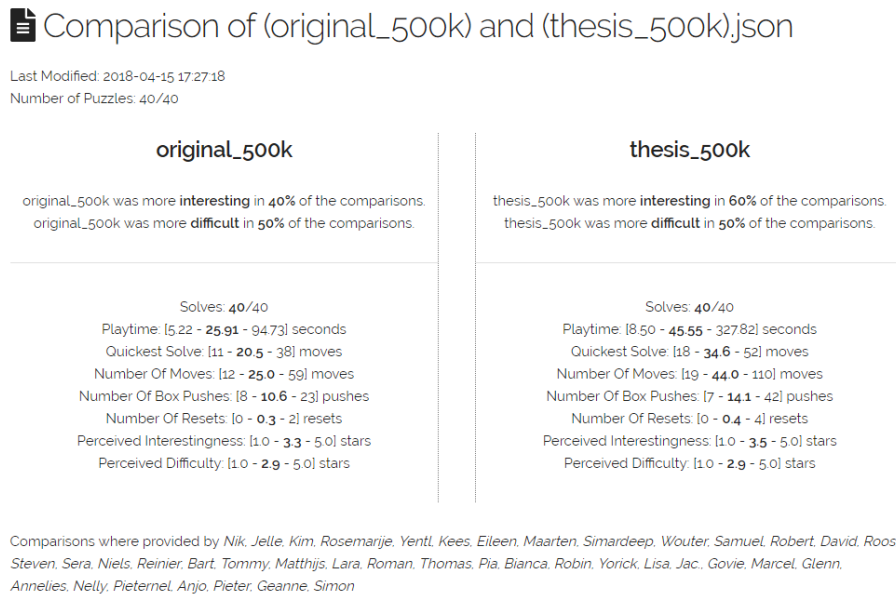 Comparison of (original_500k) and (thesis_500k).json
Last Modified: 2018-04-15 17:27:18
Number of Puzzles: 40/40
original_500k
original_500k was more interesting in 40% of the comparisons.
original_500k was more difficult in 50% of the comparisons.
Solves: 40/40
Playtime: [5.22 - 25.91 - 94.73] seconds
Quickest Solve: [11 - 20.5 - 38] moves
Number Of Moves: [12 - 25.0 - 59] moves
Number Of Box Pushes: [8 - 10.6 - 23] pushes
Number Of Resets: [0 - 0.3 - 2] resets
Perceived Interestingness: [1.0 - 3.3 - 5.0] stars
Perceived Difficulty: [1.0 - 2.9 - 5.0] stars
thesis_500k
thesis_500k was more interesting in 60% of the comparisons.
thesis_500k was more difficult in 50% of the comparisons.
Solves: 40/40
Playtime: [8.50 - 45.55 - 327.82] seconds
Quickest Solve: [18 - 34.6 - 52] moves
Number Of Moves: [19 - 44.0 - 110] moves
Number Of Box Pushes: [7 - 14.1 - 42] pushes
Number Of Resets: [0 - 0.4 - 4] resets
Perceived Interestingness: [1.0 - 3.5 - 5.0] stars
Perceived Difficulty: [1.0 - 2.9 - 5.0] stars
Comparisons where provided by Nik, Jelle, Kim, Rosemarije, Yentl, Kees, Eileen, Maarten, Simardeep, Wouter, Samuel, Robert, David, Roos
Steven, Sera, Niels, Reinier, Bart, Tommy, Matthijs, Lara, Roman, Thomas, Pia, Bianca, Robin, Yorick, Lisa, Jac., Govie, Marcel, Glenn,
Annelies, Nelly, Pieternel, Anjo, Pieter, Geanne, Simon